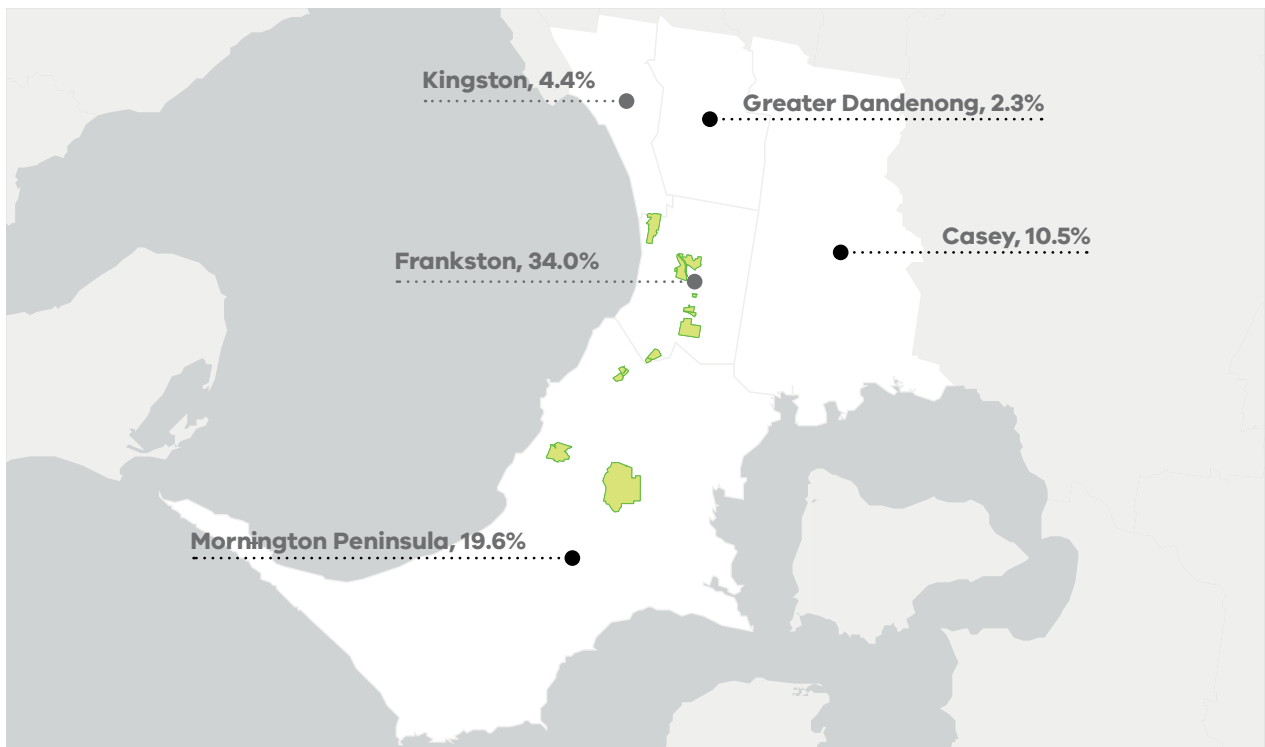 Kingston, 4.4%
Greater Dandenong, 2.3%
Casey, 10.5%
Frankston, 34.0%
Mornington Peninsula, 19.6%